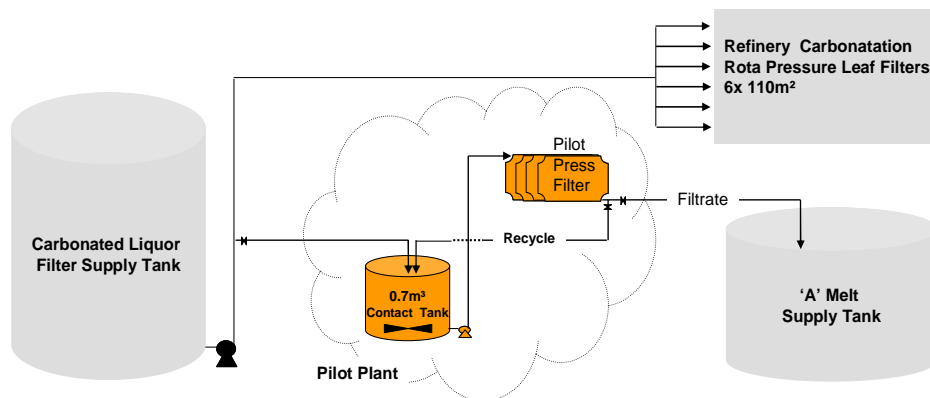 Refinery Carbonatation
Rota Pressure Leaf Filters
6x 110m²
Pilot
Press
Filter
Filtrate
Carbonated Liquor
Filter Supply Tank
Recycle
0.7m³
Contact Tank
'A' Melt
Supply Tank
Pilot Plant